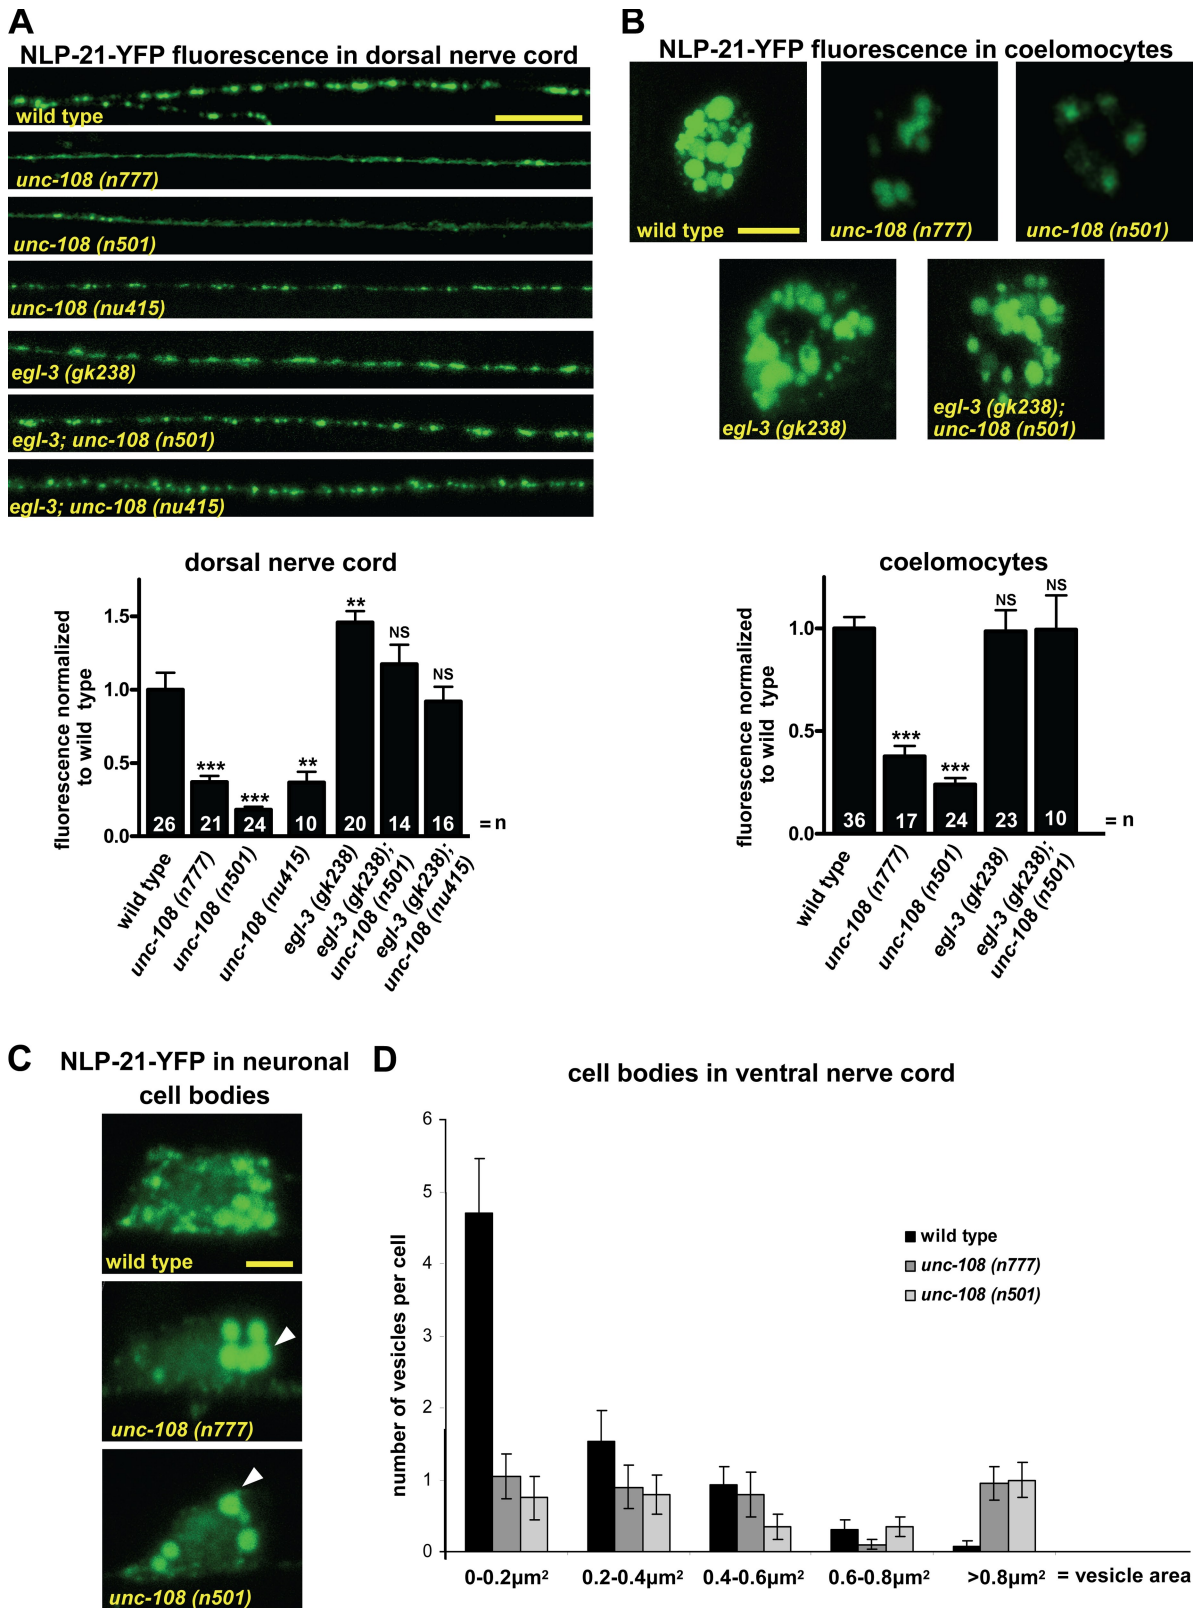 A
NLP-21-YFP fluorescence in dorsal nerve cord
wild type
unc-108 (n777)
unc-108 (n501)
unc-108 (nu415)
egl-3 (gk238)
egl-3; unc-108 (n501)
egl-3; unc-108 (nu415)
dorsal nerve cord
fluorescence normalized
to wild type
1.5
1.0
0.5
0.0
***
***
**
**
NS
NS
26 21 24 10 20 14 16 = n
wild type
unc-108 (n777)
unc-108 (n501)
unc-108 (nu415)
egl-3 (gk238)
egl-3 (gk238);
unc-108 (n501)
egl-3 (gk238);
unc-108 (nu415)
B
NLP-21-YFP fluorescence in coelomocytes
wild type
unc-108 (n777)
unc-108 (n501)
egl-3 (gk238)
egl-3 (gk238);
unc-108 (n501)
coelomocytes
fluorescence normalized
to wild type
1.0
0.5
0.0
***
***
NS
NS
36 17 24 23 10 = n
wild type
unc-108 (n777)
unc-108 (n501)
egl-3 (gk238)
egl-3 (gk238);
unc-108 (n501)
C
NLP-21-YFP in neuronal
cell bodies
wild type
unc-108 (n777)
unc-108 (n501)
D
cell bodies in ventral nerve cord
number of vesicles per cell
6
5
4
3
2
1
0
wild type
unc-108 (n777)
unc-108 (n501)
0-0.2µm² 0.2-0.4µm² 0.4-0.6µm² 0.6-0.8µm² >0.8µm² = vesicle area